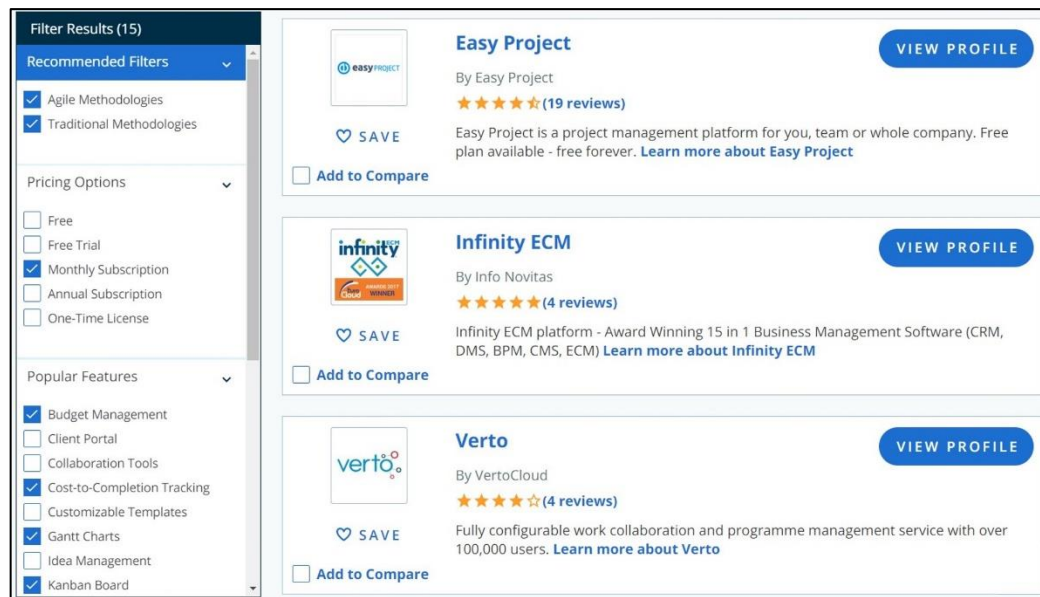 Filter Results (15)
Recommended Filters
Agile Methodologies
Traditional Methodologies
Pricing Options
Free
Free Trial
Monthly Subscription
Annual Subscription
One-Time License
Popular Features
Budget Management
Client Portal
Collaboration Tools
Cost-to-Completion Tracking
Customizable Templates
Gantt Charts
Idea Management
Kanban Board
easy PROJECT
SAVE
Add to Compare
Easy Project
By Easy Project
(19 reviews)
Easy Project is a project management platform for you, team or whole company. Free
plan available - free forever. Learn more about Easy Project
VIEW PROFILE
infinity ECM
Cloud
AWARDS 2017
WINNER
SAVE
Add to Compare
Infinity ECM
By Info Novitas
(4 reviews)
Infinity ECM platform - Award Winning 15 in 1 Business Management Software (CRM,
DMS, BPM, CMS, ECM) Learn more about Infinity ECM
VIEW PROFILE
verto
SAVE
Add to Compare
Verto
By VertoCloud
(4 reviews)
Fully configurable work collaboration and programme management service with over
100,000 users. Learn more about Verto
VIEW PROFILE